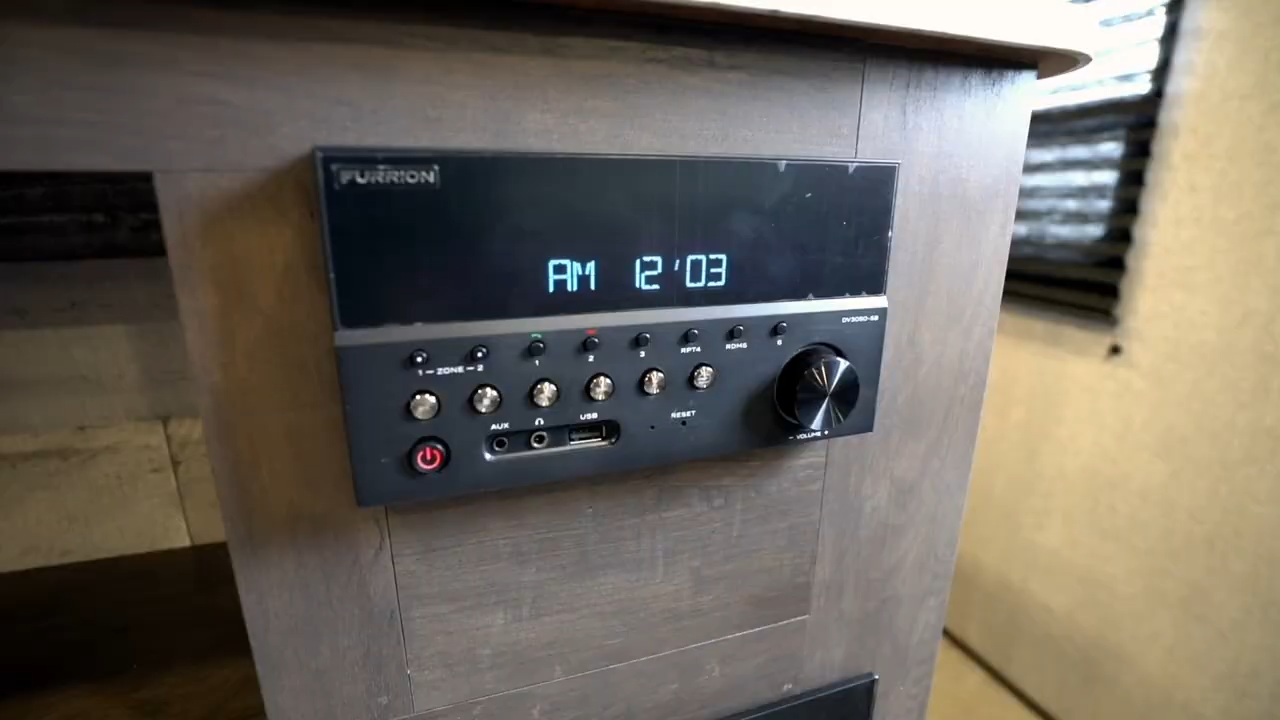 FURRION
AM 12'03
DV3050-SB
1 2 3 RPT4 RDM5 6
1 - ZONE - 2
AUX USB RESET
- VOLUME +